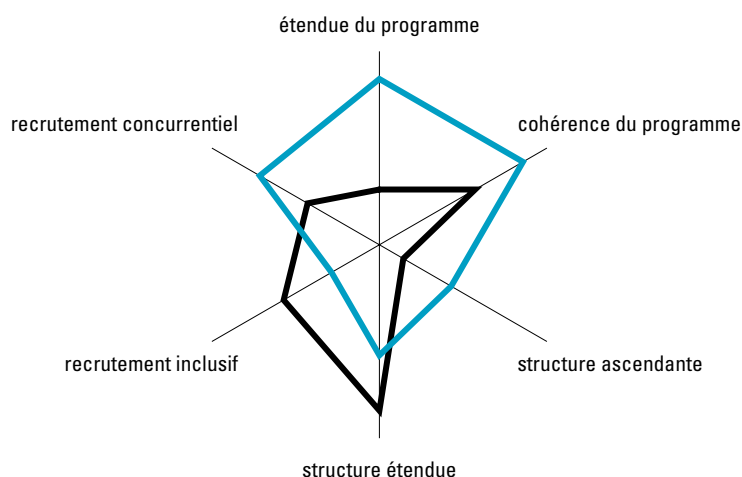 étendue du programme
recrutement concurrentiel
cohérence du programme
recrutement inclusif
structure ascendante
structure étendue